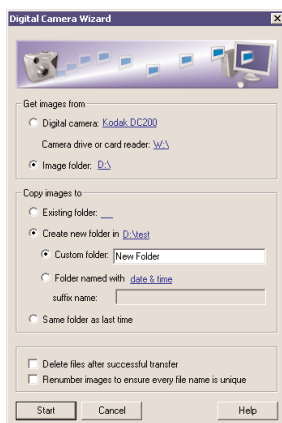 Digital Camera Wizard
Get images from
Digital camera: Kodak DC200
Camera drive or card reader: W:\
Image folder: D:\
Copy images to
Existing folder:
Create new folder in D:\test
Custom folder: New Folder
Folder named with date & time
suffix name:
Same folder as last time
Delete files after successful transfer
Renumber images to ensure every file name is unique
Start Cancel Help